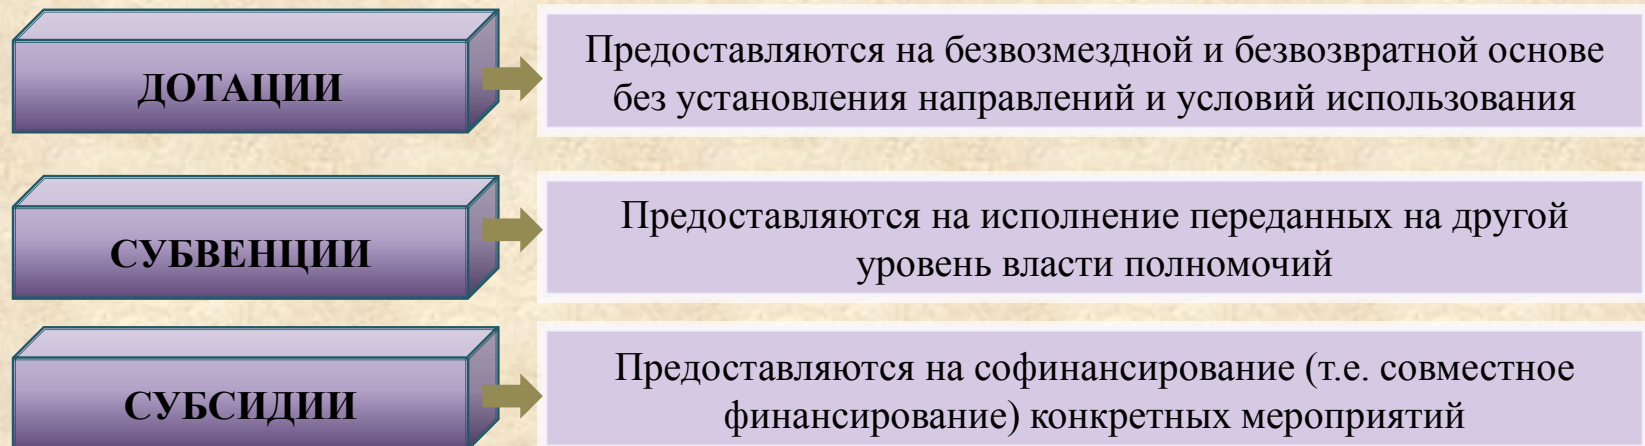 ДОТАЦИИ
Предоставляются на безвозмездной и безвозвратной основе
без установления направлений и условий использования
СУБВЕНЦИИ
Предоставляются на исполнение переданных на другой
уровень власти полномочий
СУБСИДИИ
Предоставляются на софинансирование (т.е. совместное
финансирование) конкретных мероприятий